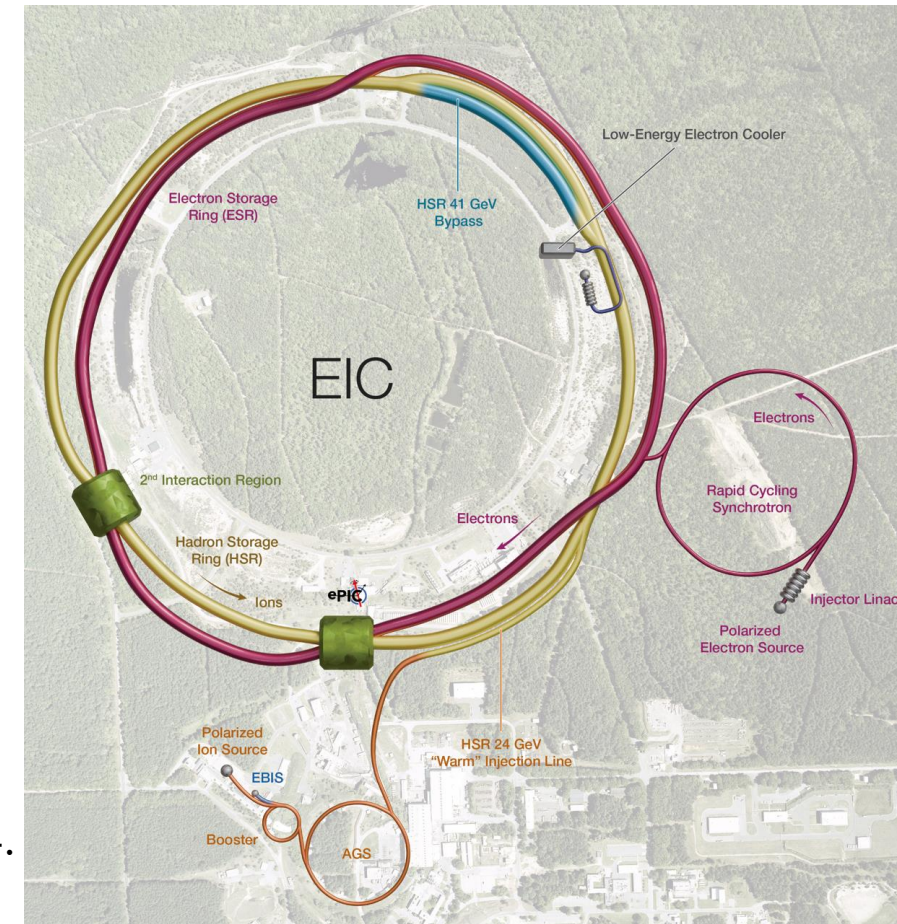 Low-Energy Electron Cooler
Electron Storage
Ring (ESR)
HSR 41 GeV
Bypass
EIC
Electrons
2nd Interaction Region
Rapid Cycling
Synchrotron
Electrons
Hadron Storage
Ring (HSR)
Ions
ePIC
Injector Linac
Polarized
Electron Source
Polarized
Ion Source
HSR 24 GeV
"Warm" Injection Line
EBIS
Booster
AGS